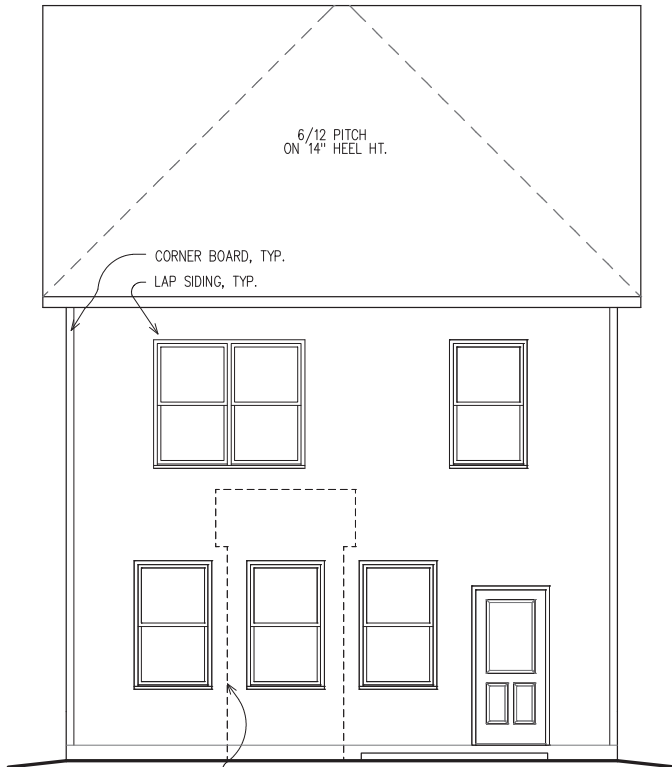 6/12 PITCH
ON 14" HEEL HT.
CORNER BOARD, TYP.
LAP SIDING, TYP.